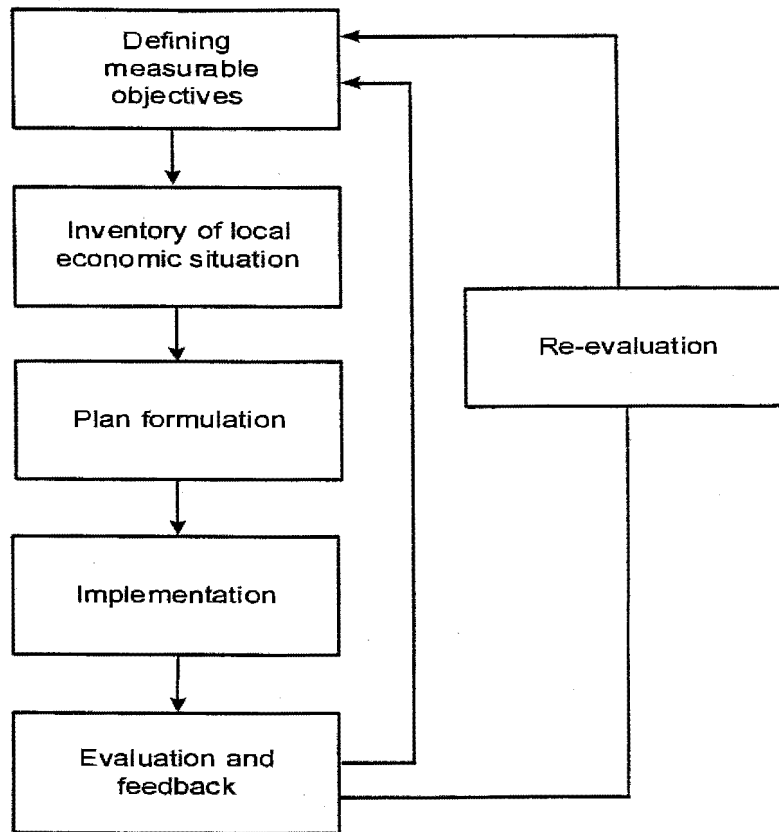 Defining
measurable
objectives
Inventory of local
economic situation
Re-evaluation
Plan formulation
Implementation
Evaluation and
feedback